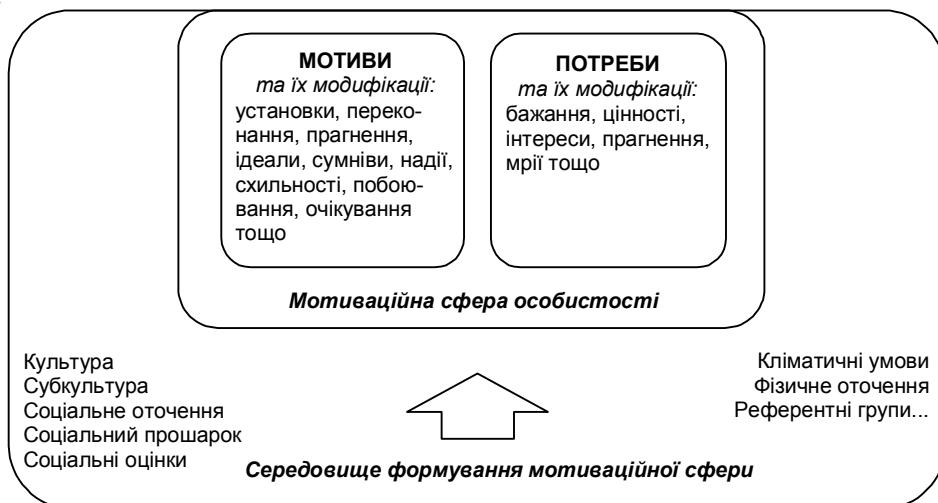 МОТИВИ
та їх модифікації:
установки, переко-
нання, прагнення,
ідеали, сумніви, надії,
схильності, побою-
вання, очікування
тощо
ПОТРЕБИ
та їх модифікації:
бажання, цінності,
інтереси, прагнення,
мрії тощо
Мотиваційна сфера особистості
Культура
Субкультура
Соціальне оточення
Соціальний прошарок
Соціальні оцінки
Кліматичні умови
Фізичне оточення
Референтні групи...
Середовище формування мотиваційної сфери